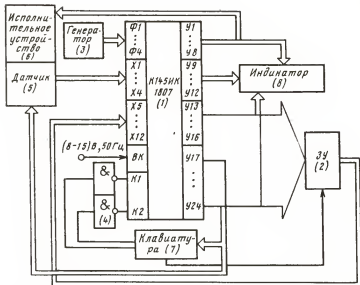 Исполни-
тельное
устрой-
ство
(6)
Датчик
(5)
Генера-
тор
(3)
Ф1
Ф4
X1
X4
X5
X12
ВК
К1
К2
К145ИК
1807
(1)
У1
У8
У9
У12
У13
У16
У17
У24
Индикатор
(8)
ЗУ
(2)
(8-15)В,50Гц
&
&
(4)
Клавиату-
ра (7)